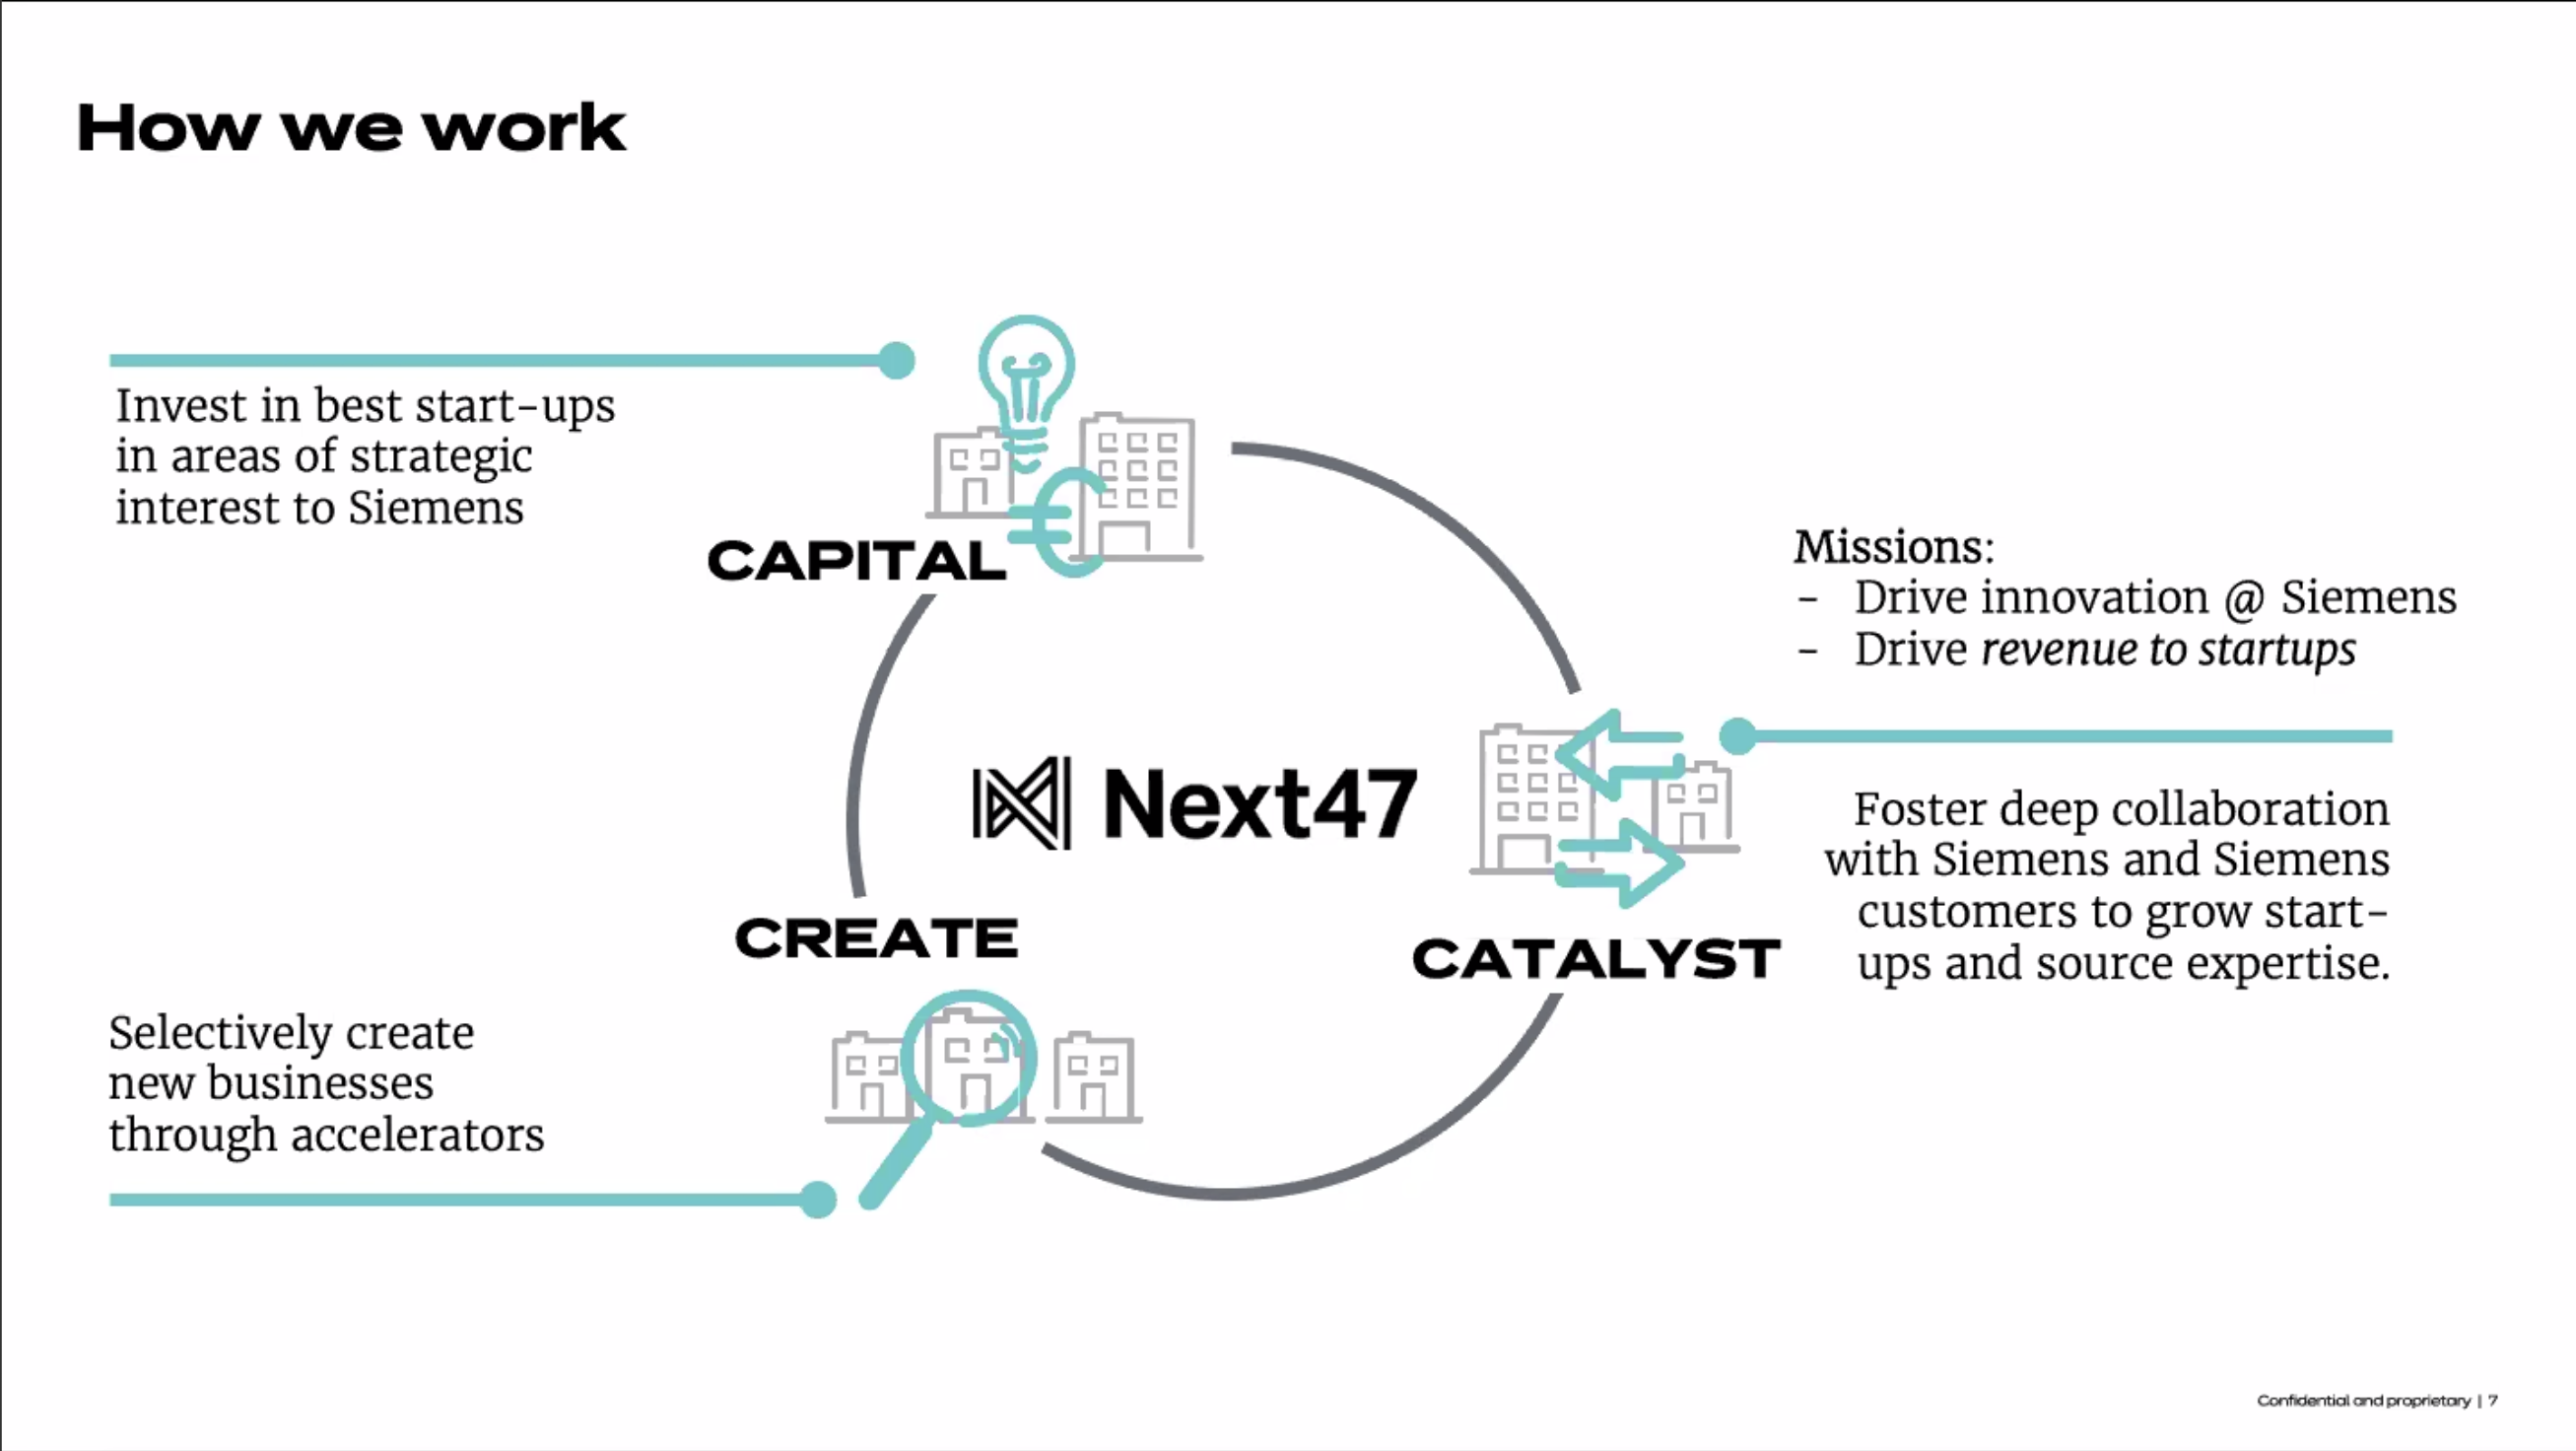 How we work
Invest in best start-ups
in areas of strategic
interest to Siemens
CAPITAL
Missions:
- Drive innovation @ Siemens
- Drive revenue to startups
Next47
Foster deep collaboration
with Siemens and Siemens
customers to grow start-
ups and source expertise.
CREATE
CATALYST
Selectively create
new businesses
through accelerators
Confidential and proprietary | 7